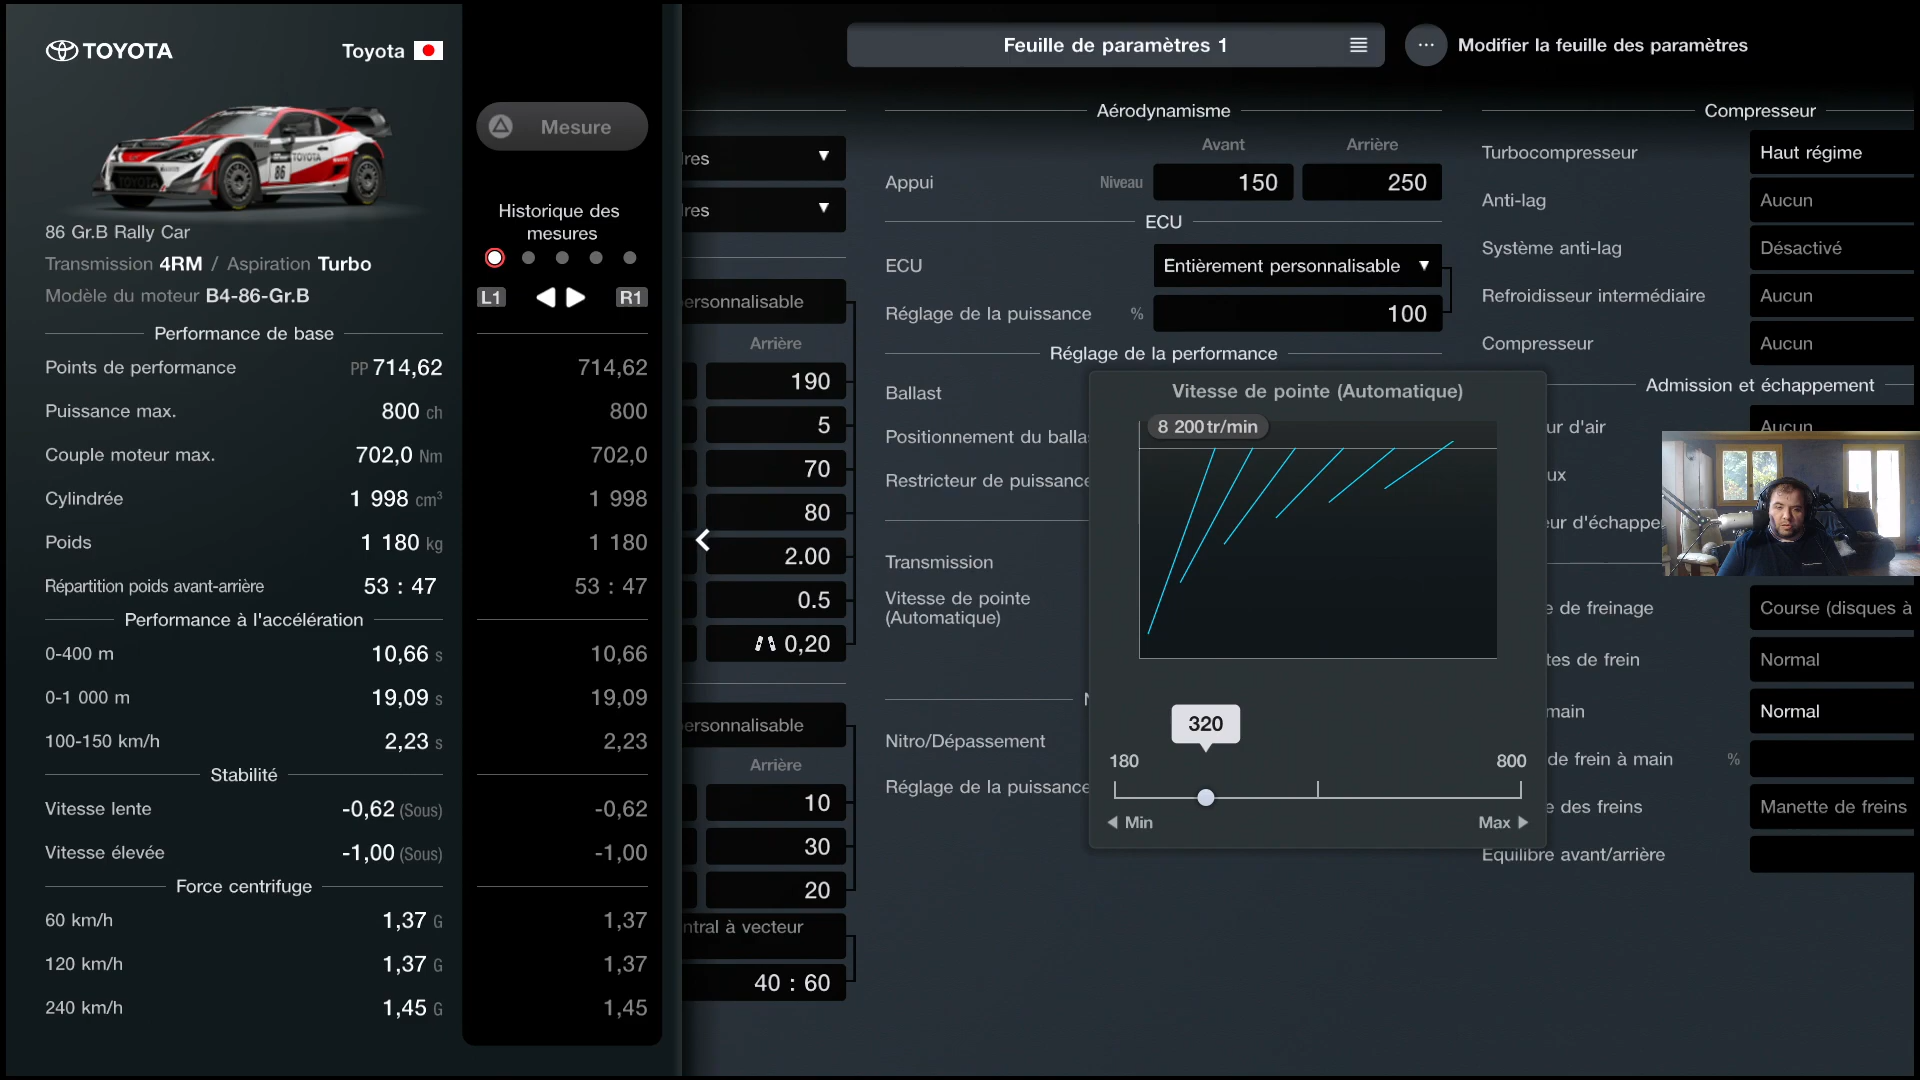 TOYOTA
Toyota
86 Gr.B Rally Car
Transmission 4RM / Aspiration Turbo
Modèle du moteur B4-86-Gr.B
Performance de base
Points de performance PP 714,62
Puissance max. 800 ch
Couple moteur max. 702,0 Nm
Cylindrée 1 998 cm³
Poids 1 180 kg
Répartition poids avant-arrière 53 : 47
Performance à l'accélération
0-400 m 10,66 s
0-1 000 m 19,09 s
100-150 km/h 2,23 s
Stabilité
Vitesse lente -0,62 (Sous)
Vitesse élevée -1,00 (Sous)
Force centrifuge
60 km/h 1,37 G
120 km/h 1,37 G
240 km/h 1,45 G
Mesure
Historique des
mesures
L1 R1
714,62
800
702,0
1 998
1 180
53 : 47
10,66
19,09
2,23
-0,62
-1,00
1,37
1,37
1,45
Feuille de paramètres 1
Modifier la feuille des paramètres
dres
dres
personnalisable
Arrière
190
5
70
80
2.00
0.5
0,20
personnalisable
Arrière
10
30
20
ntral à vecteur
40 : 60
Aérodynamisme
Avant Arrière
Appui Niveau 150 250
ECU
ECU Entièrement personnalisable
Réglage de la puissance % 100
Réglage de la performance
Ballast
Positionnement du balla
Restricteur de puissance
Transmission
Vitesse de pointe
(Automatique)
N
Nitro/Dépassement
Réglage de la puissance
Vitesse de pointe (Automatique)
8 200 tr/min
320
180 800
Min Max
Compresseur
Turbocompresseur Haut régime
Anti-lag Aucun
Système anti-lag Désactivé
Refroidisseur intermédiaire Aucun
Compresseur Aucun
Admission et échappement
ur d'air Aucun
ux
ur d'échappe
e de freinage Course (disques à
tes de frein Normal
main Normal
de frein à main %
e des freins Manette de freins
Equilibre avant/arrière